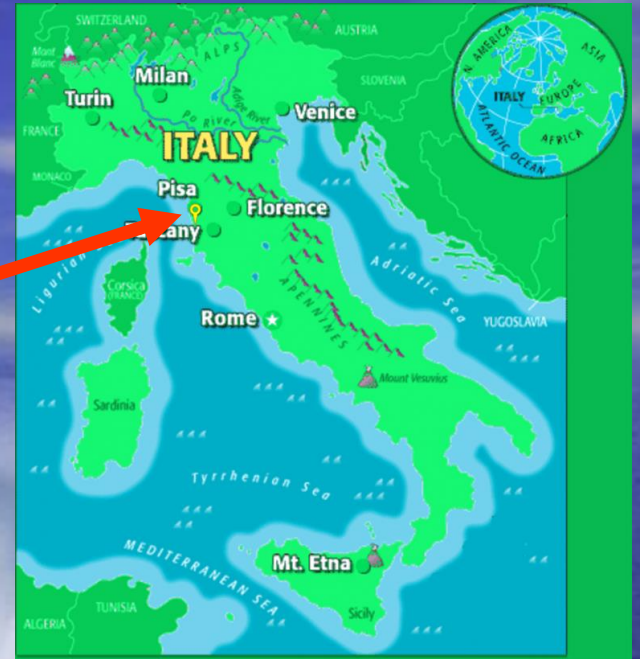 SWITZERLAND
AUSTRIA
Mont
Blanc
ALPS
Milan
SLOVENIA
Turin
Adige River
Po River
Venice
FRANCE
ITALY
MONACO
Pisa
Florence
Ligurian
Adriatic Sea
Corsica
(FRANCE)
APENNINES
Rome
YUGOSLAVIA
Mount Vesuvius
Sardinia
Tyrrhenian Sea
MEDITERRANEAN SEA
Mt. Etna
Sicily
TUNISIA
ALGERIA
N. AMERICA
ASIA
ITALY
EUROPE
ATLANTIC OCEAN
AFRICA